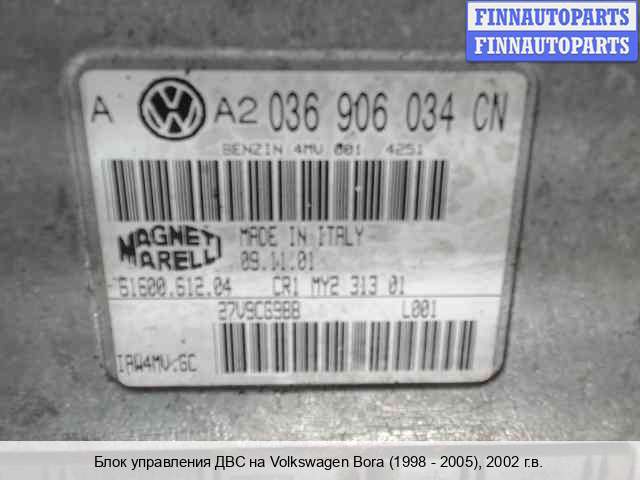 FINNAUTOPARTS
FINNAUTOPARTS
A VW A2 036 906 034 CN
BENZIN 4MV 001 4251
MAGNETI
MARELLI
MADE IN ITALY
09.11.01
61600.612.04 CR1 MY2 313 01
27V9CG9BB L001
IAW4MV.GC
Блок управления ДВС на Volkswagen Bora (1998 - 2005), 2002 г.в.